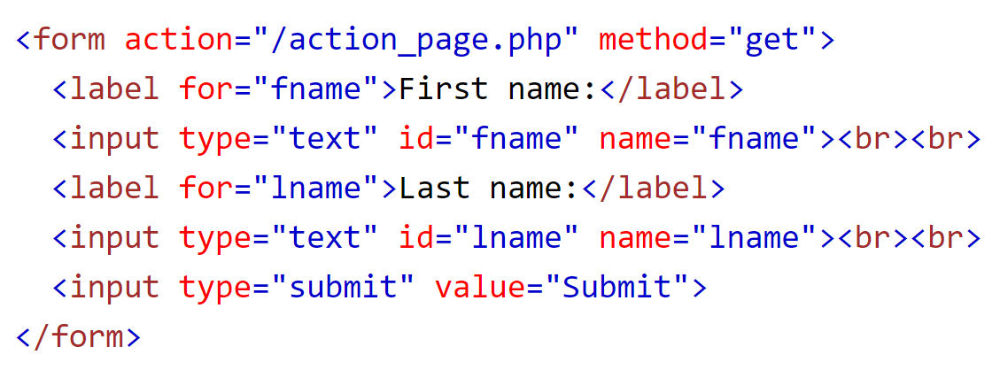 <form action="/action_page.php" method="get">
  <label for="fname">First name:</label>
  <input type="text" id="fname" name="fname"><br><br>
  <label for="lname">Last name:</label>
  <input type="text" id="lname" name="lname"><br><br>
  <input type="submit" value="Submit">
</form>